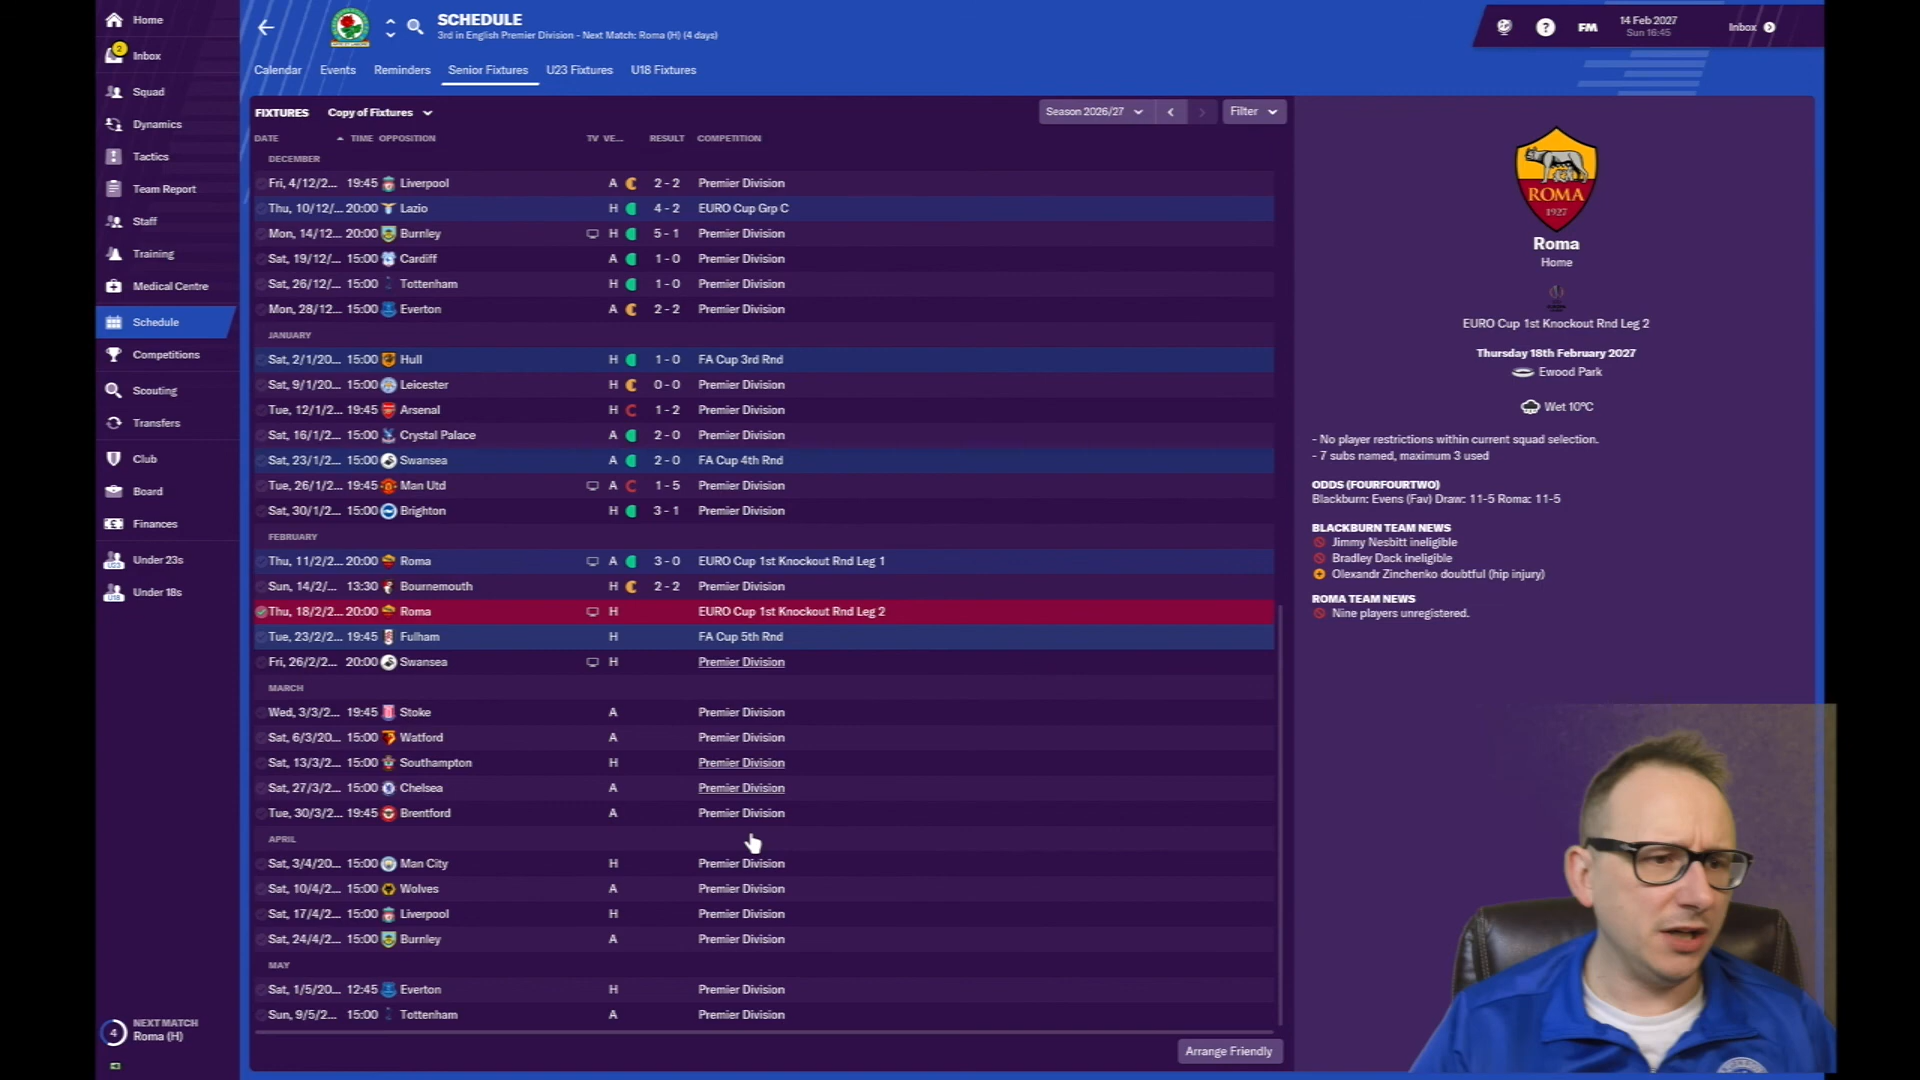 Home
2
Inbox
Squad
Dynamics
Tactics
Team Report
Staff
Training
Medical Centre
Schedule
Competitions
Scouting
Transfers
Club
Board
Finances
U23
Under 23s
U18
Under 18s
4
NEXT MATCH
Roma (H)
SCHEDULE
3rd in English Premier Division - Next Match: Roma (H) (4 days)
FM
14 Feb 2027
Sun 16:45
Inbox
Calendar Events Reminders Senior Fixtures U23 Fixtures U18 Fixtures
FIXTURES Copy of Fixtures Season 2026/27 Filter
DATE TIME OPPOSITION TV VE... RESULT COMPETITION
DECEMBER
Fri, 4/12/2... 19:45 Liverpool A 2 - 2 Premier Division
Thu, 10/12/... 20:00 Lazio H 4 - 2 EURO Cup Grp C
Mon, 14/12... 20:00 Burnley H 5 - 1 Premier Division
Sat, 19/12/... 15:00 Cardiff A 1 - 0 Premier Division
Sat, 26/12/... 15:00 Tottenham H 1 - 0 Premier Division
Mon, 28/12... 15:00 Everton A 2 - 2 Premier Division
JANUARY
Sat, 2/1/20... 15:00 Hull H 1 - 0 FA Cup 3rd Rnd
Sat, 9/1/20... 15:00 Leicester H 0 - 0 Premier Division
Tue, 12/1/2... 19:45 Arsenal H 1 - 2 Premier Division
Sat, 16/1/2... 15:00 Crystal Palace A 2 - 0 Premier Division
Sat, 23/1/2... 15:00 Swansea A 2 - 0 FA Cup 4th Rnd
Tue, 26/1/2... 19:45 Man Utd A 1 - 5 Premier Division
Sat, 30/1/2... 15:00 Brighton H 3 - 1 Premier Division
FEBRUARY
Thu, 11/2/2... 20:00 Roma A 3 - 0 EURO Cup 1st Knockout Rnd Leg 1
Sun, 14/2/... 13:30 Bournemouth H 2 - 2 Premier Division
Thu, 18/2/2... 20:00 Roma H EURO Cup 1st Knockout Rnd Leg 2
Tue, 23/2/2... 19:45 Fulham H FA Cup 5th Rnd
Fri, 26/2/2... 20:00 Swansea H Premier Division
MARCH
Wed, 3/3/2... 19:45 Stoke A Premier Division
Sat, 6/3/20... 15:00 Watford A Premier Division
Sat, 13/3/2... 15:00 Southampton H Premier Division
Sat, 27/3/2... 15:00 Chelsea A Premier Division
Tue, 30/3/2... 19:45 Brentford A Premier Division
APRIL
Sat, 3/4/20... 15:00 Man City H Premier Division
Sat, 10/4/2... 15:00 Wolves A Premier Division
Sat, 17/4/2... 15:00 Liverpool H Premier Division
Sat, 24/4/2... 15:00 Burnley A Premier Division
MAY
Sat, 1/5/20... 12:45 Everton H Premier Division
Sun, 9/5/2... 15:00 Tottenham A Premier Division
Arrange Friendly
ROMA
1927
Roma
Home
EURO Cup 1st Knockout Rnd Leg 2
Thursday 18th February 2027
Ewood Park
Wet 10°C
- No player restrictions within current squad selection.
- 7 subs named, maximum 3 used
ODDS (FOURFOURTWO)
Blackburn: Evens (Fav) Draw: 11-5 Roma: 11-5
BLACKBURN TEAM NEWS
Jimmy Nesbitt ineligible
Bradley Dack ineligible
Olexandr Zinchenko doubtful (hip injury)
ROMA TEAM NEWS
Nine players unregistered.